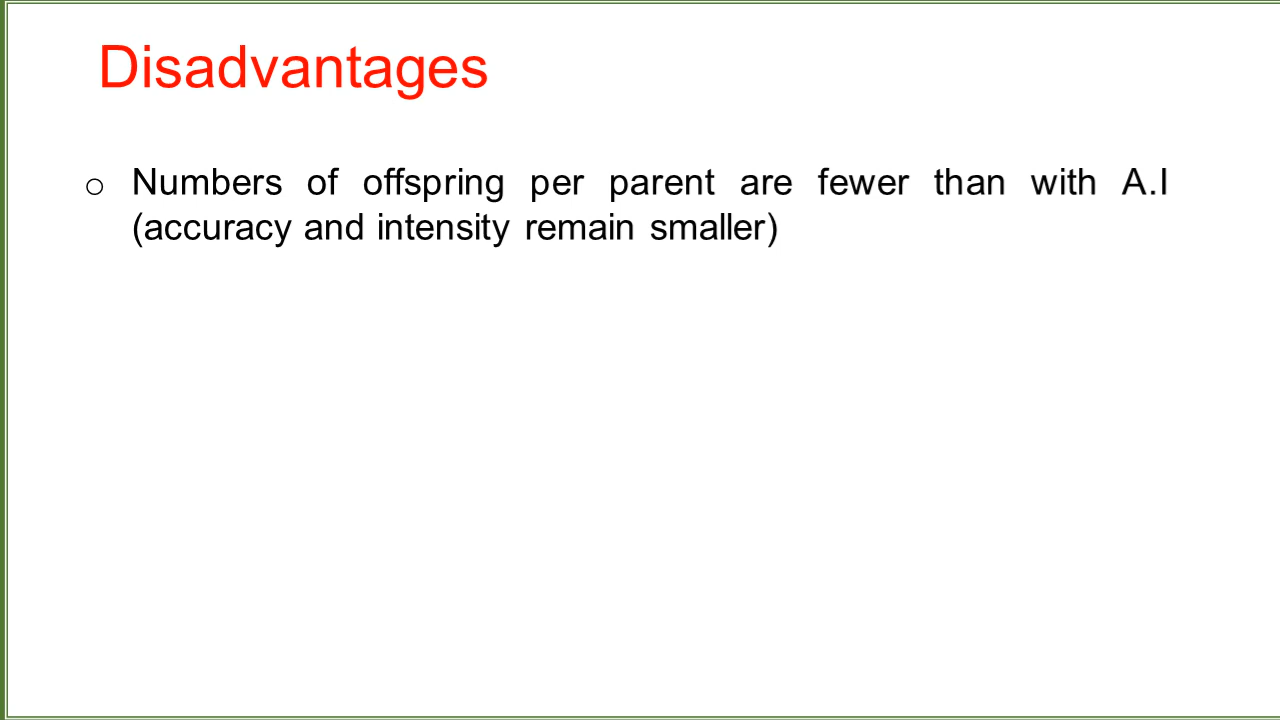 Disadvantages
o Numbers of offspring per parent are fewer than with A.I
(accuracy and intensity remain smaller)